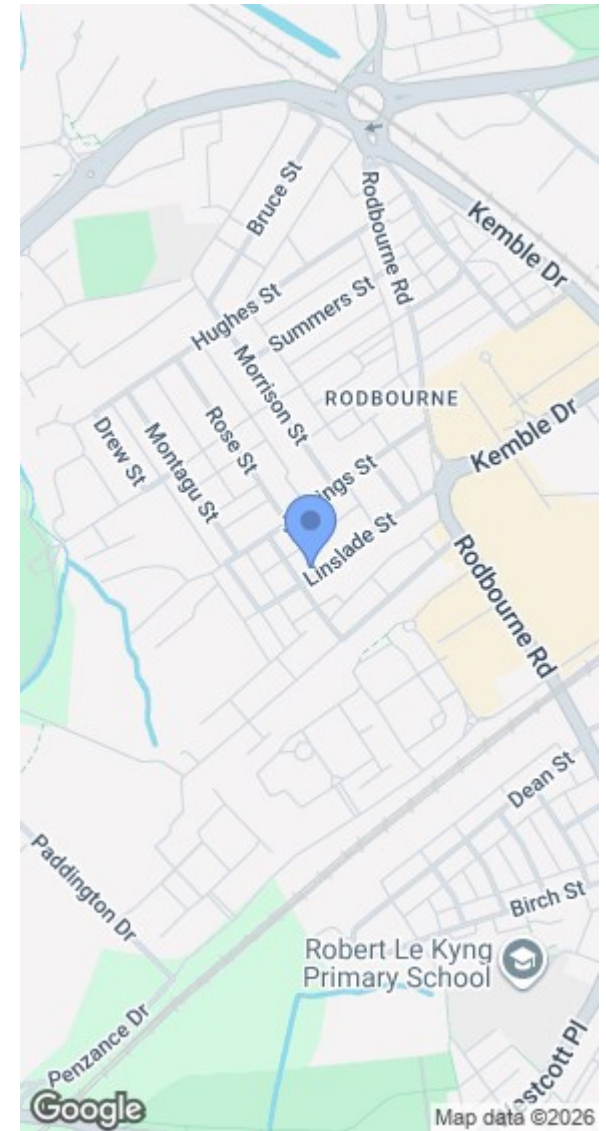 Bruce St
Rodbourne Rd
Kemble Dr
Hughes St
Summers St
Morrison St
RODBOURNE
Drew St
Montagu St
Rose St
Kemble Dr
Linslade St
Rodbourne Rd
Dean St
Paddington Dr
Birch St
Robert Le Kyng
Primary School
Penzance Dr
Google
Map data ©2026